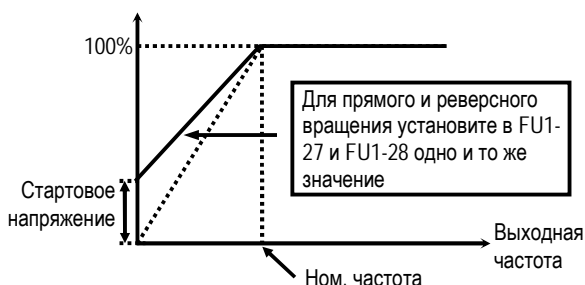 100%
Для прямого и реверсного
вращения установите в FU1-
27 и FU1-28 одно и то же
значение
Стартовое
напряжение
Выходная
частота
Ном. частота